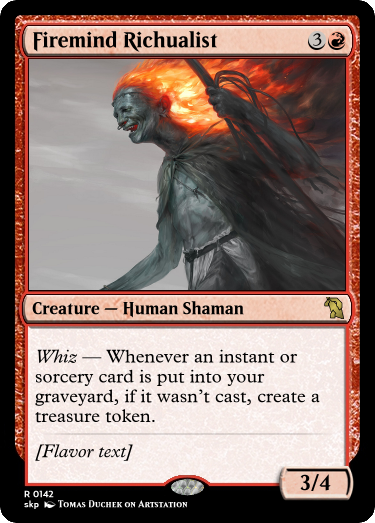 Firemind Richualist 3
Creature — Human Shaman
Whiz — Whenever an instant or
sorcery card is put into your
graveyard, if it wasn't cast, create a
treasure token.
[Flavor text]
3/4
R 0142
skp Tomas Duchek on Artstation